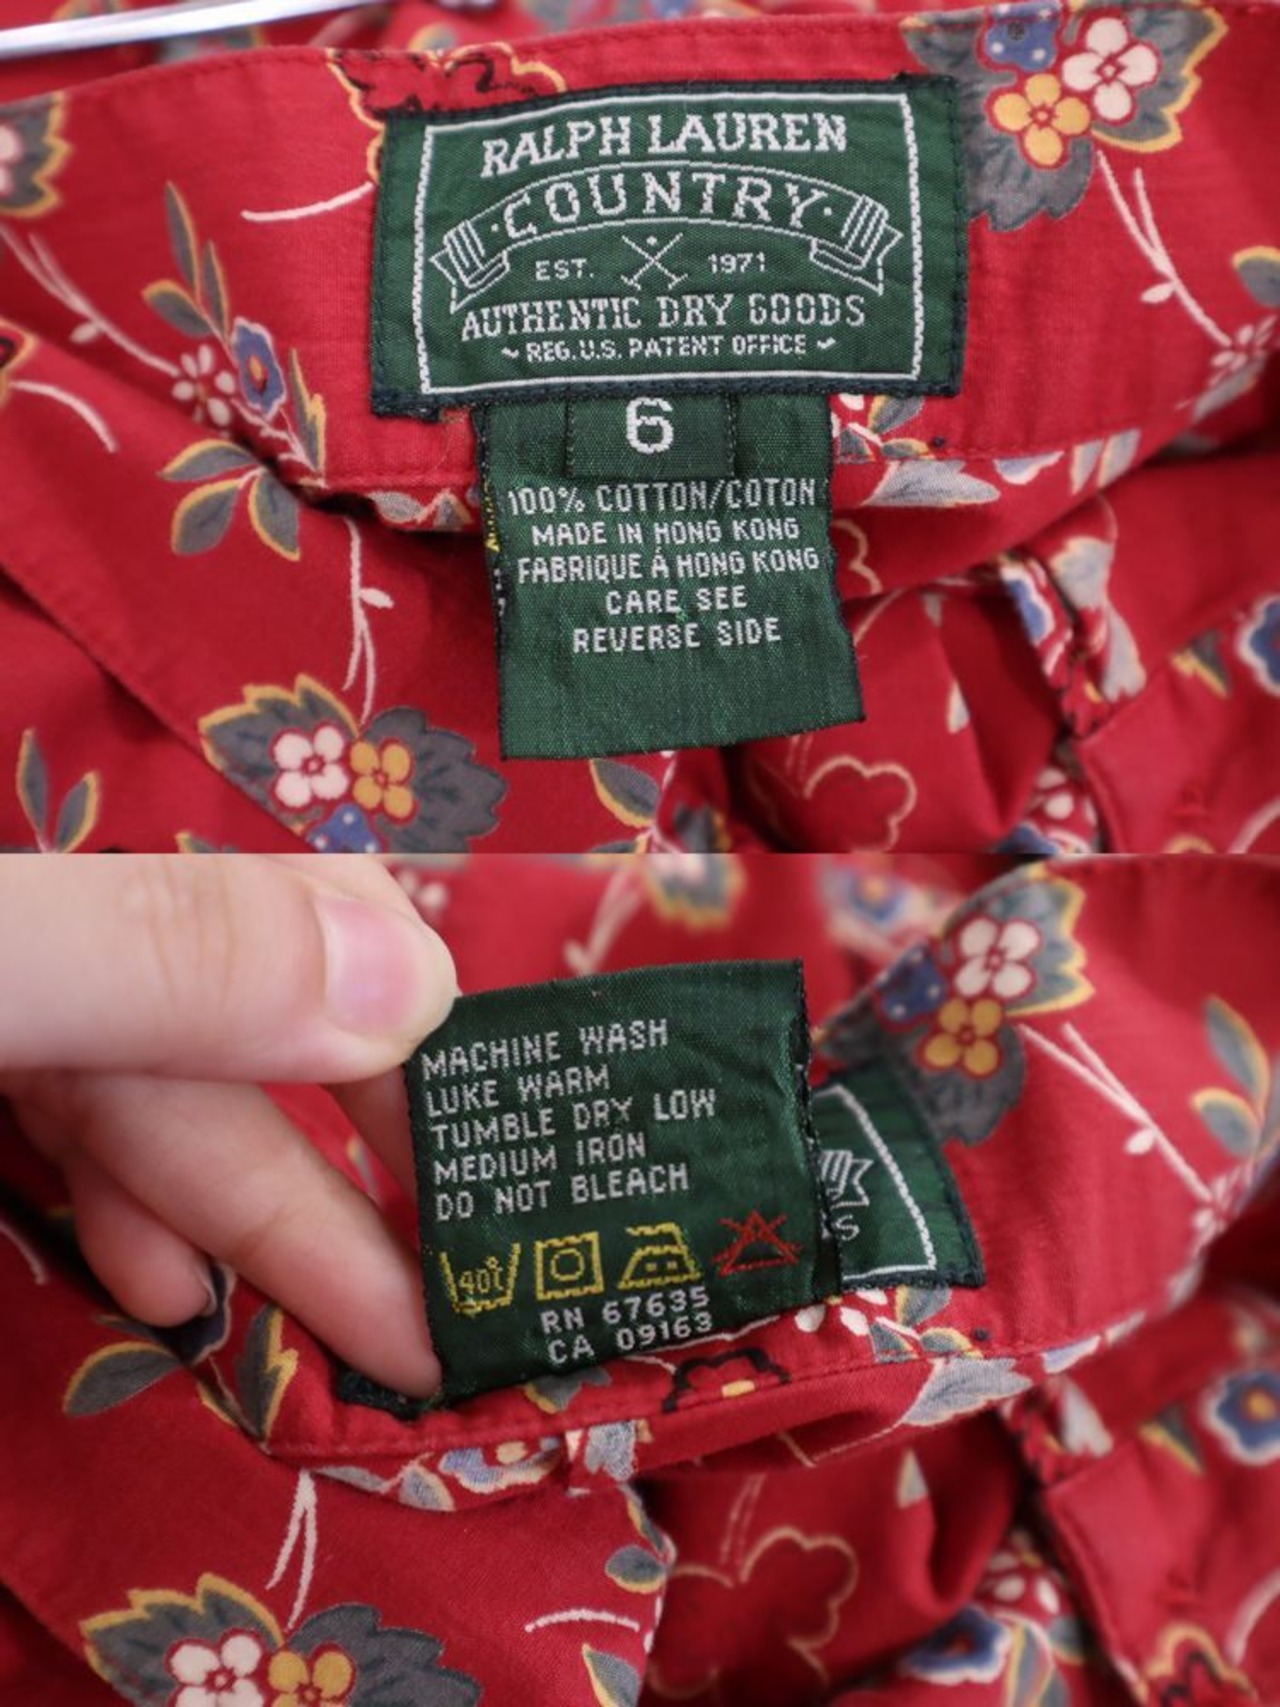 RALPH LAUREN
·COUNTRY·
EST. 1971
AUTHENTIC DRY GOODS
~ REG. U.S. PATENT OFFICE ~
6
100% COTTON/COTON
MADE IN HONG KONG
FABRIQUE Á HONG KONG
CARE SEE
REVERSE SIDE
MACHINE WASH
LUKE WARM
TUMBLE DRY LOW
MEDIUM IRON
DO NOT BLEACH
40°C
RN 67635
CA 09163
S